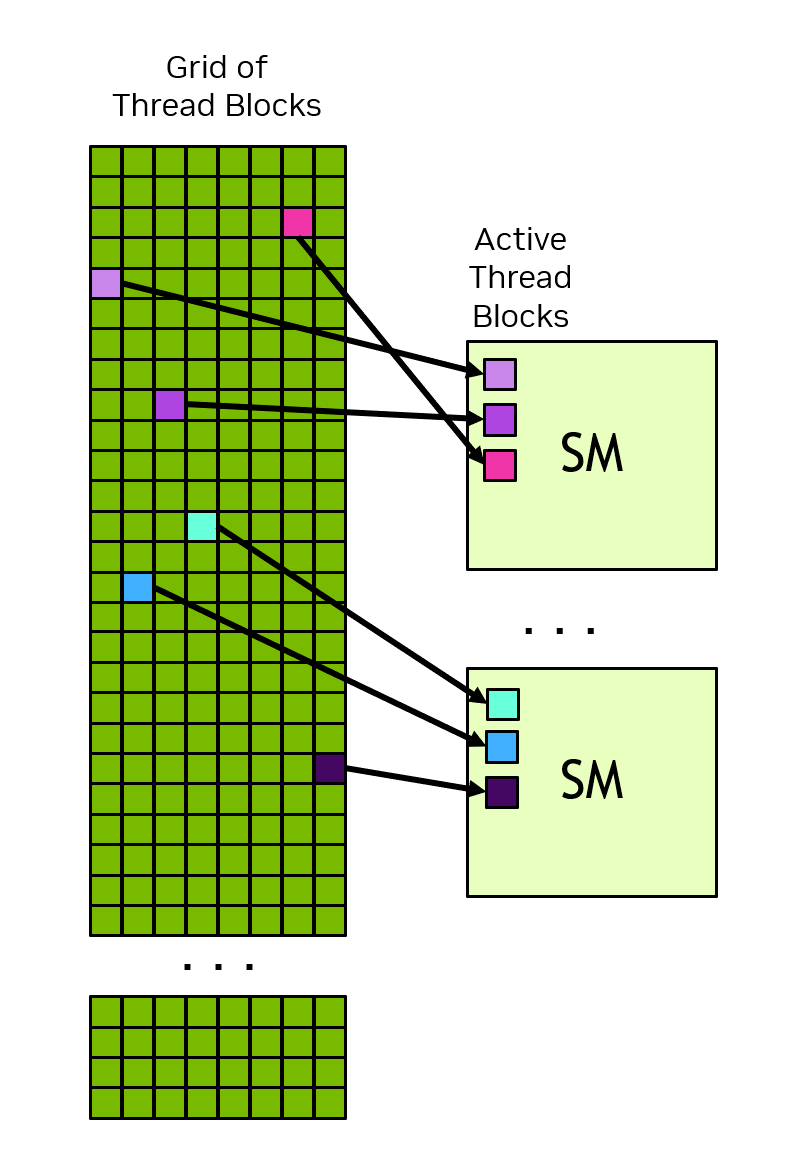 Grid of
Thread Blocks
Active
Thread
Blocks
SM
. . .
SM
. . .